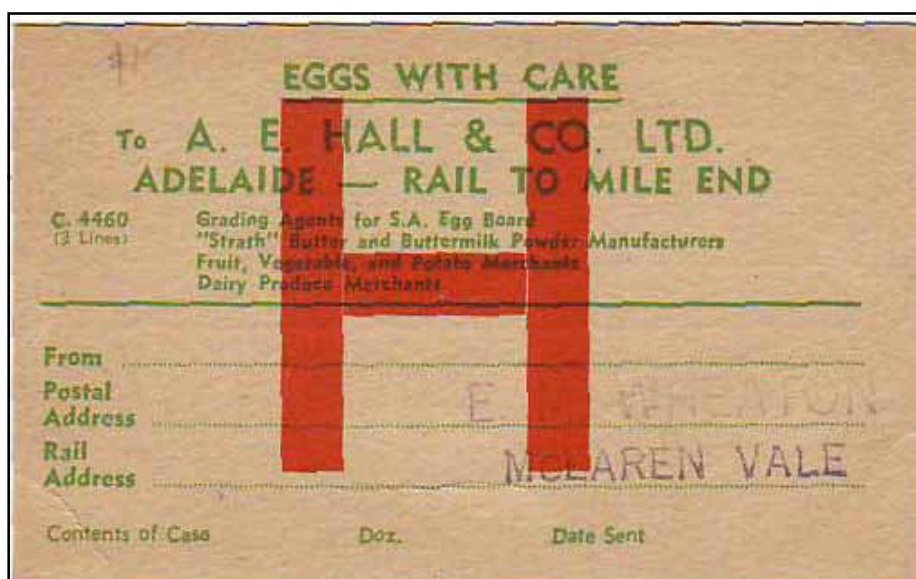 EGGS WITH CARE
To A. E. HALL & CO. LTD.
ADELAIDE — RAIL TO MILE END
C. 4460
(3 Lines)
Grading Agents for S.A. Egg Board
"Strath" Butter and Buttermilk Powder Manufacturers
Fruit, Vegetable, and Potato Merchants
Dairy Produce Merchants
H
From
Postal
Address
E. WHEATON
Rail
Address
MCLAREN VALE
Contents of Case
Doz.
Date Sent